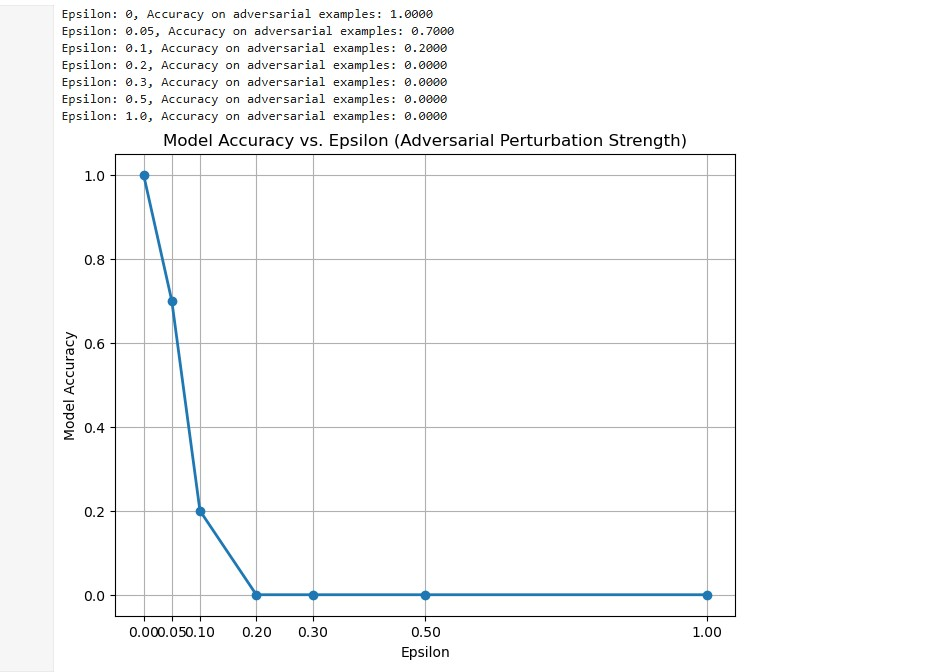 Epsilon: 0, Accuracy on adversarial examples: 1.0000
Epsilon: 0.05, Accuracy on adversarial examples: 0.7000
Epsilon: 0.1, Accuracy on adversarial examples: 0.2000
Epsilon: 0.2, Accuracy on adversarial examples: 0.0000
Epsilon: 0.3, Accuracy on adversarial examples: 0.0000
Epsilon: 0.5, Accuracy on adversarial examples: 0.0000
Epsilon: 1.0, Accuracy on adversarial examples: 0.0000
Model Accuracy vs. Epsilon (Adversarial Perturbation Strength)
Model Accuracy
1.0
0.8
0.6
0.4
0.2
0.0
0.00 0.05 0.10 0.20 0.30 0.50 1.00
Epsilon